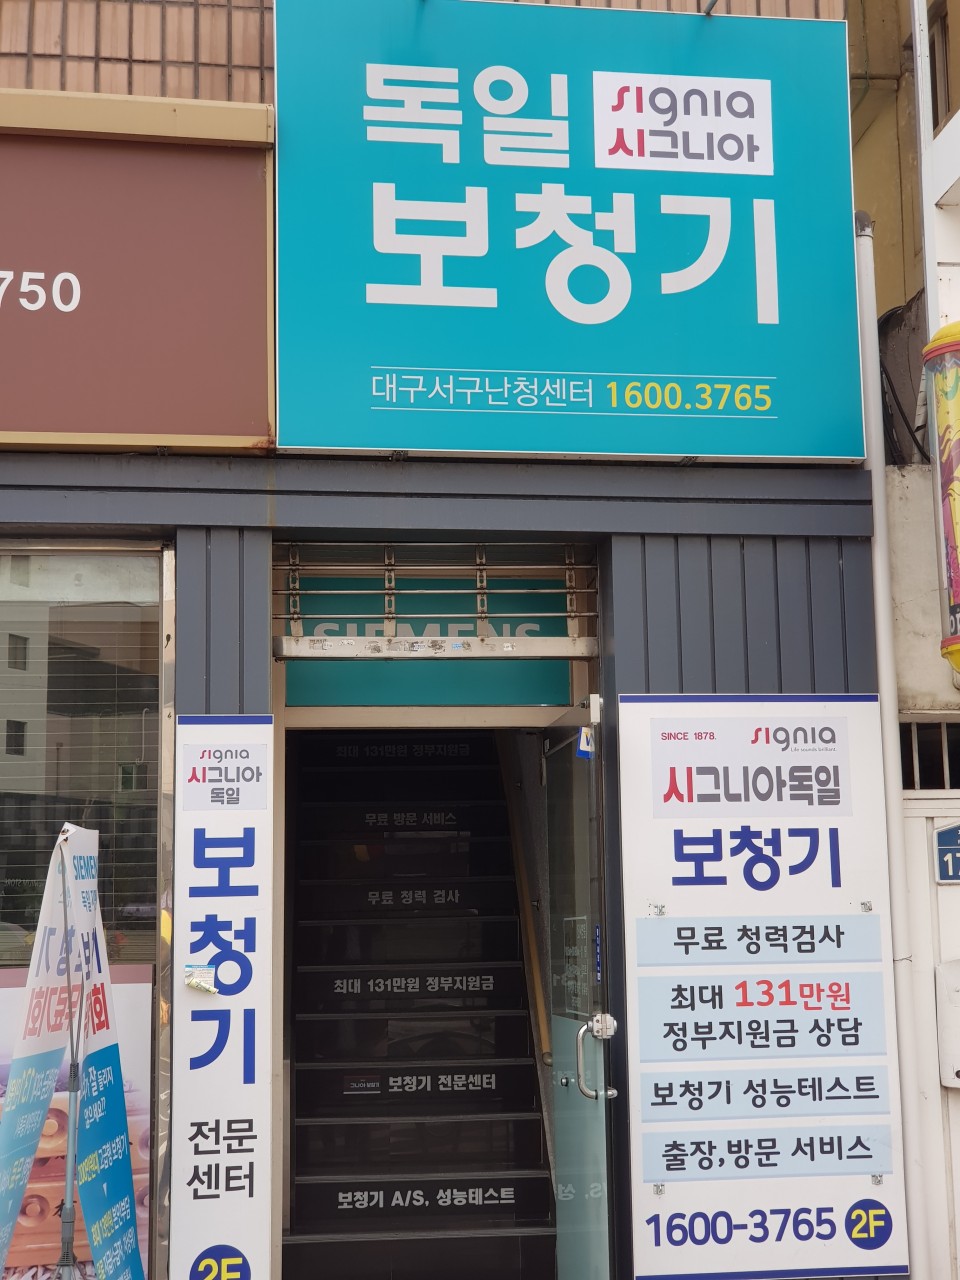 독일
signia
시그니아
보청기
대구서구난청센터 1600.3765
750
SIEMENS
signia
시그니아
독일
보
청
기
전문
센터
2F
최대 131만원 정부지원금
무료 방문 서비스
무료 청력 검사
최대 131만원 정부지원금
보청기 전문센터
보청기 A/S, 성능테스트
SINCE 1878.
signia
Life sounds brilliant.
시그니아독일
보청기
무료 청력검사
최대 131만원
정부지원금 상담
보청기 성능테스트
출장,방문 서비스
1600-3765 2F
SIEMENS
17